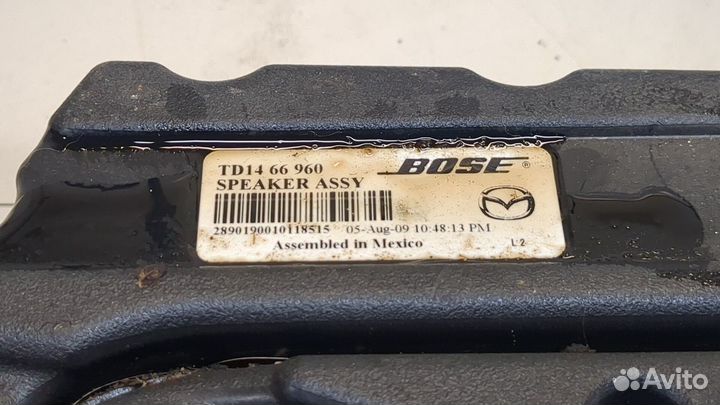 TD14 66 960
SPEAKER ASSY
BOSE®
2890190010118515 05-Aug-09 10:48:13 PM
Assembled in Mexico L2
Avito